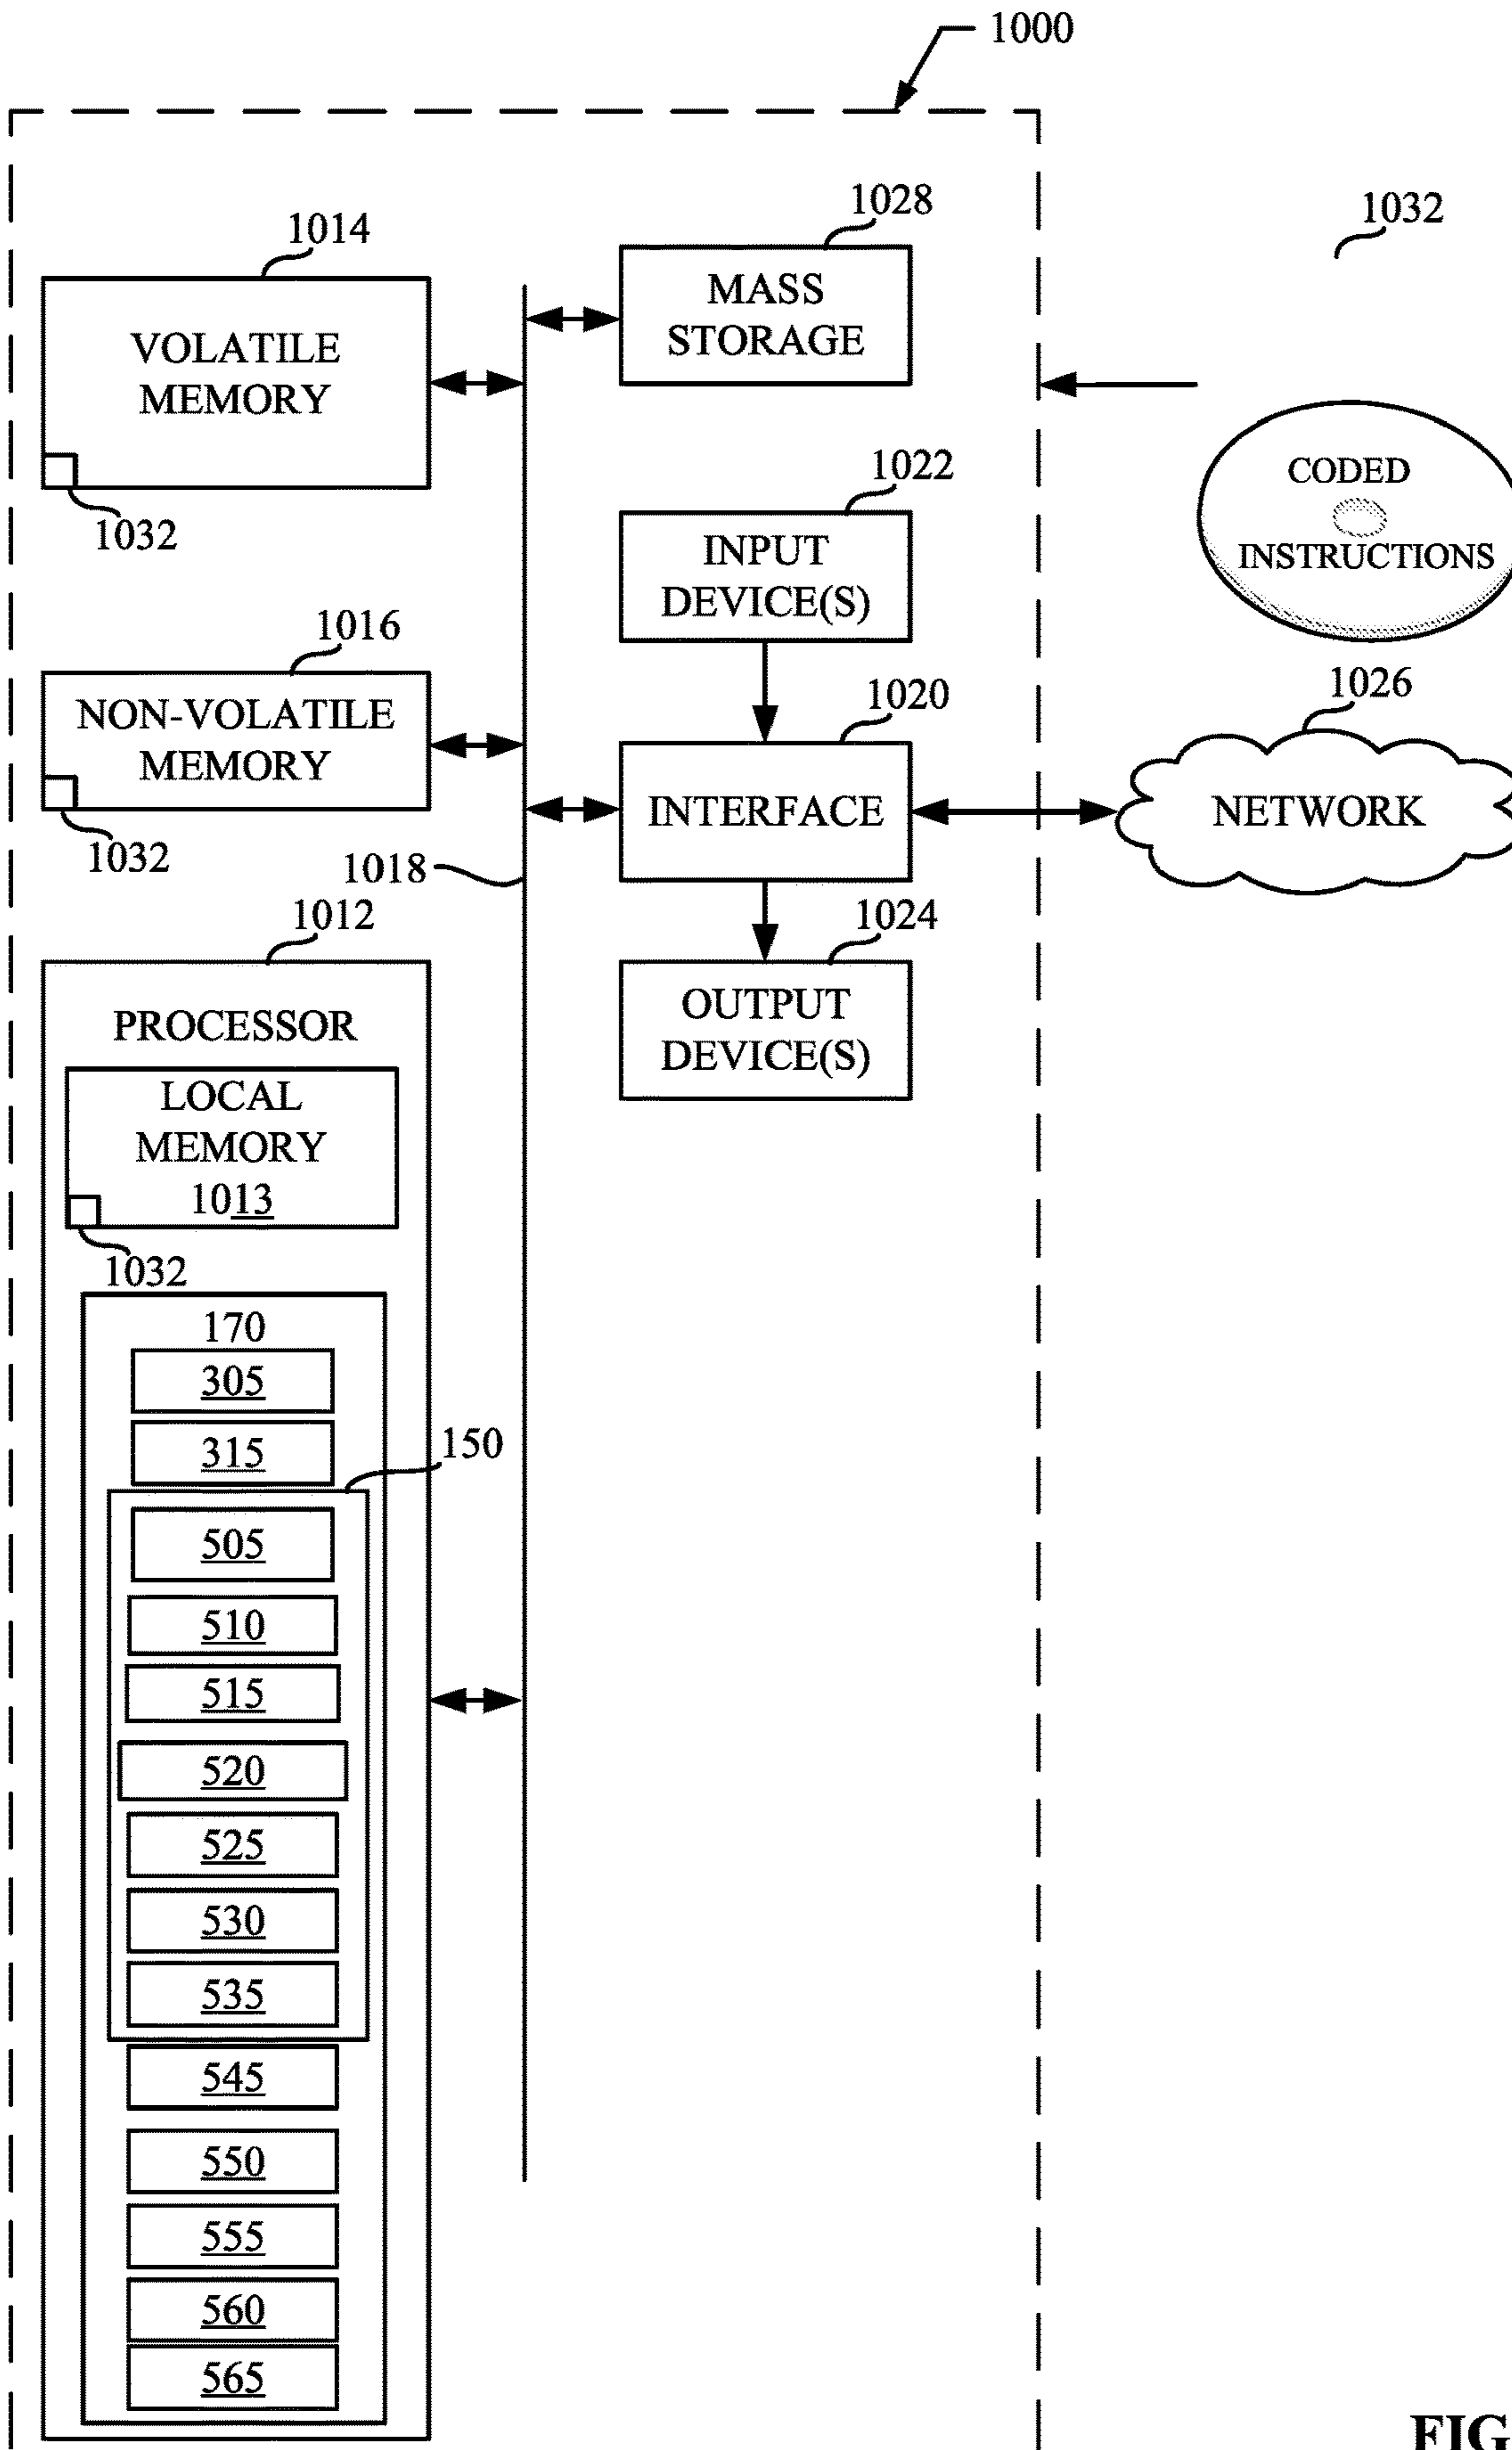 1000
1028
1032
1014
MASS
STORAGE
VOLATILE
MEMORY
1022
CODED
INSTRUCTIONS
1032
INPUT
DEVICE(S)
1016
1020
1026
NON-VOLATILE
MEMORY
INTERFACE
NETWORK
1032
1018
1012
1024
PROCESSOR
OUTPUT
DEVICE(S)
LOCAL
MEMORY
1013
1032
170
305
315
150
505
510
515
520
525
530
535
545
550
555
560
565
FIG